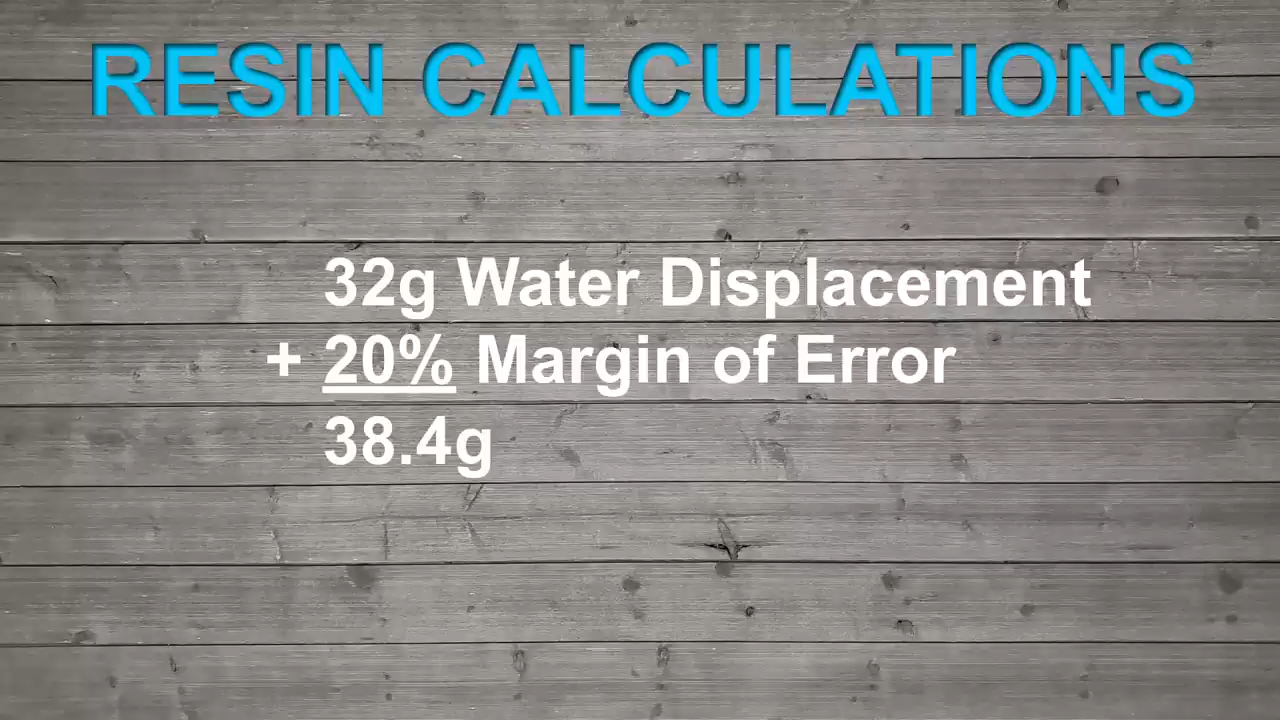 RESIN CALCULATIONS
32g Water Displacement
+ 20% Margin of Error
38.4g